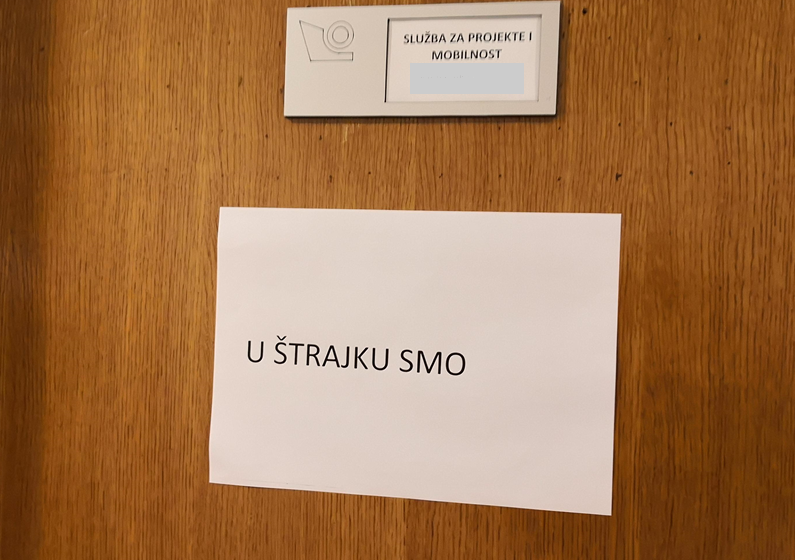 SLUŽBA ZA PROJEKTE I
MOBILNOST
U ŠTRAJKU SMO